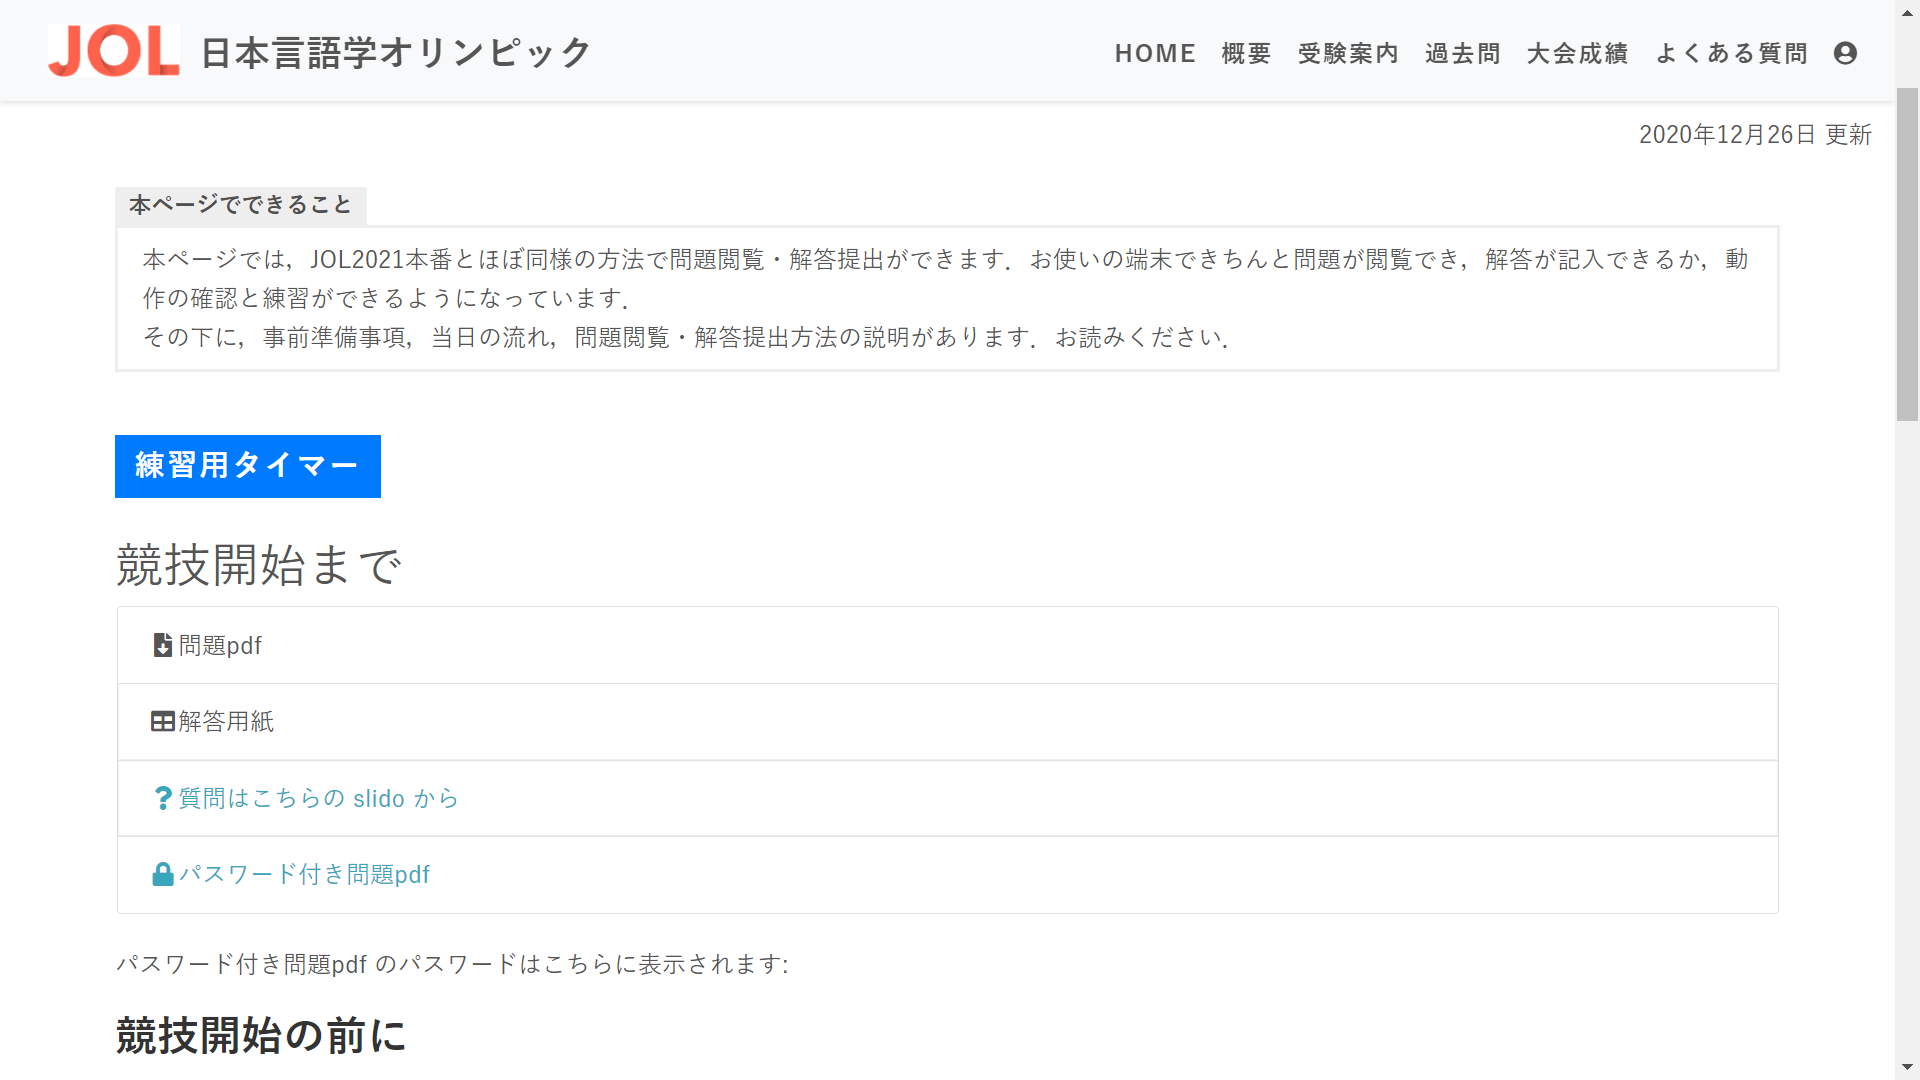 JOL 日本言語学オリンピック
HOME 概要 受験案内 過去問 大会成績 よくある質問
2020年12月26日 更新
本ページでできること
本ページでは，JOL2021本番とほぼ同様の方法で問題閲覧・解答提出ができます．お使いの端末できちんと問題が閲覧でき，解答が記入できるか，動
作の確認と練習ができるようになっています．
その下に，事前準備事項，当日の流れ，問題閲覧・解答提出方法の説明があります．お読みください．
練習用タイマー
競技開始まで
問題pdf
解答用紙
質問はこちらの slido から
パスワード付き問題pdf
パスワード付き問題pdf のパスワードはこちらに表示されます:
競技開始の前に